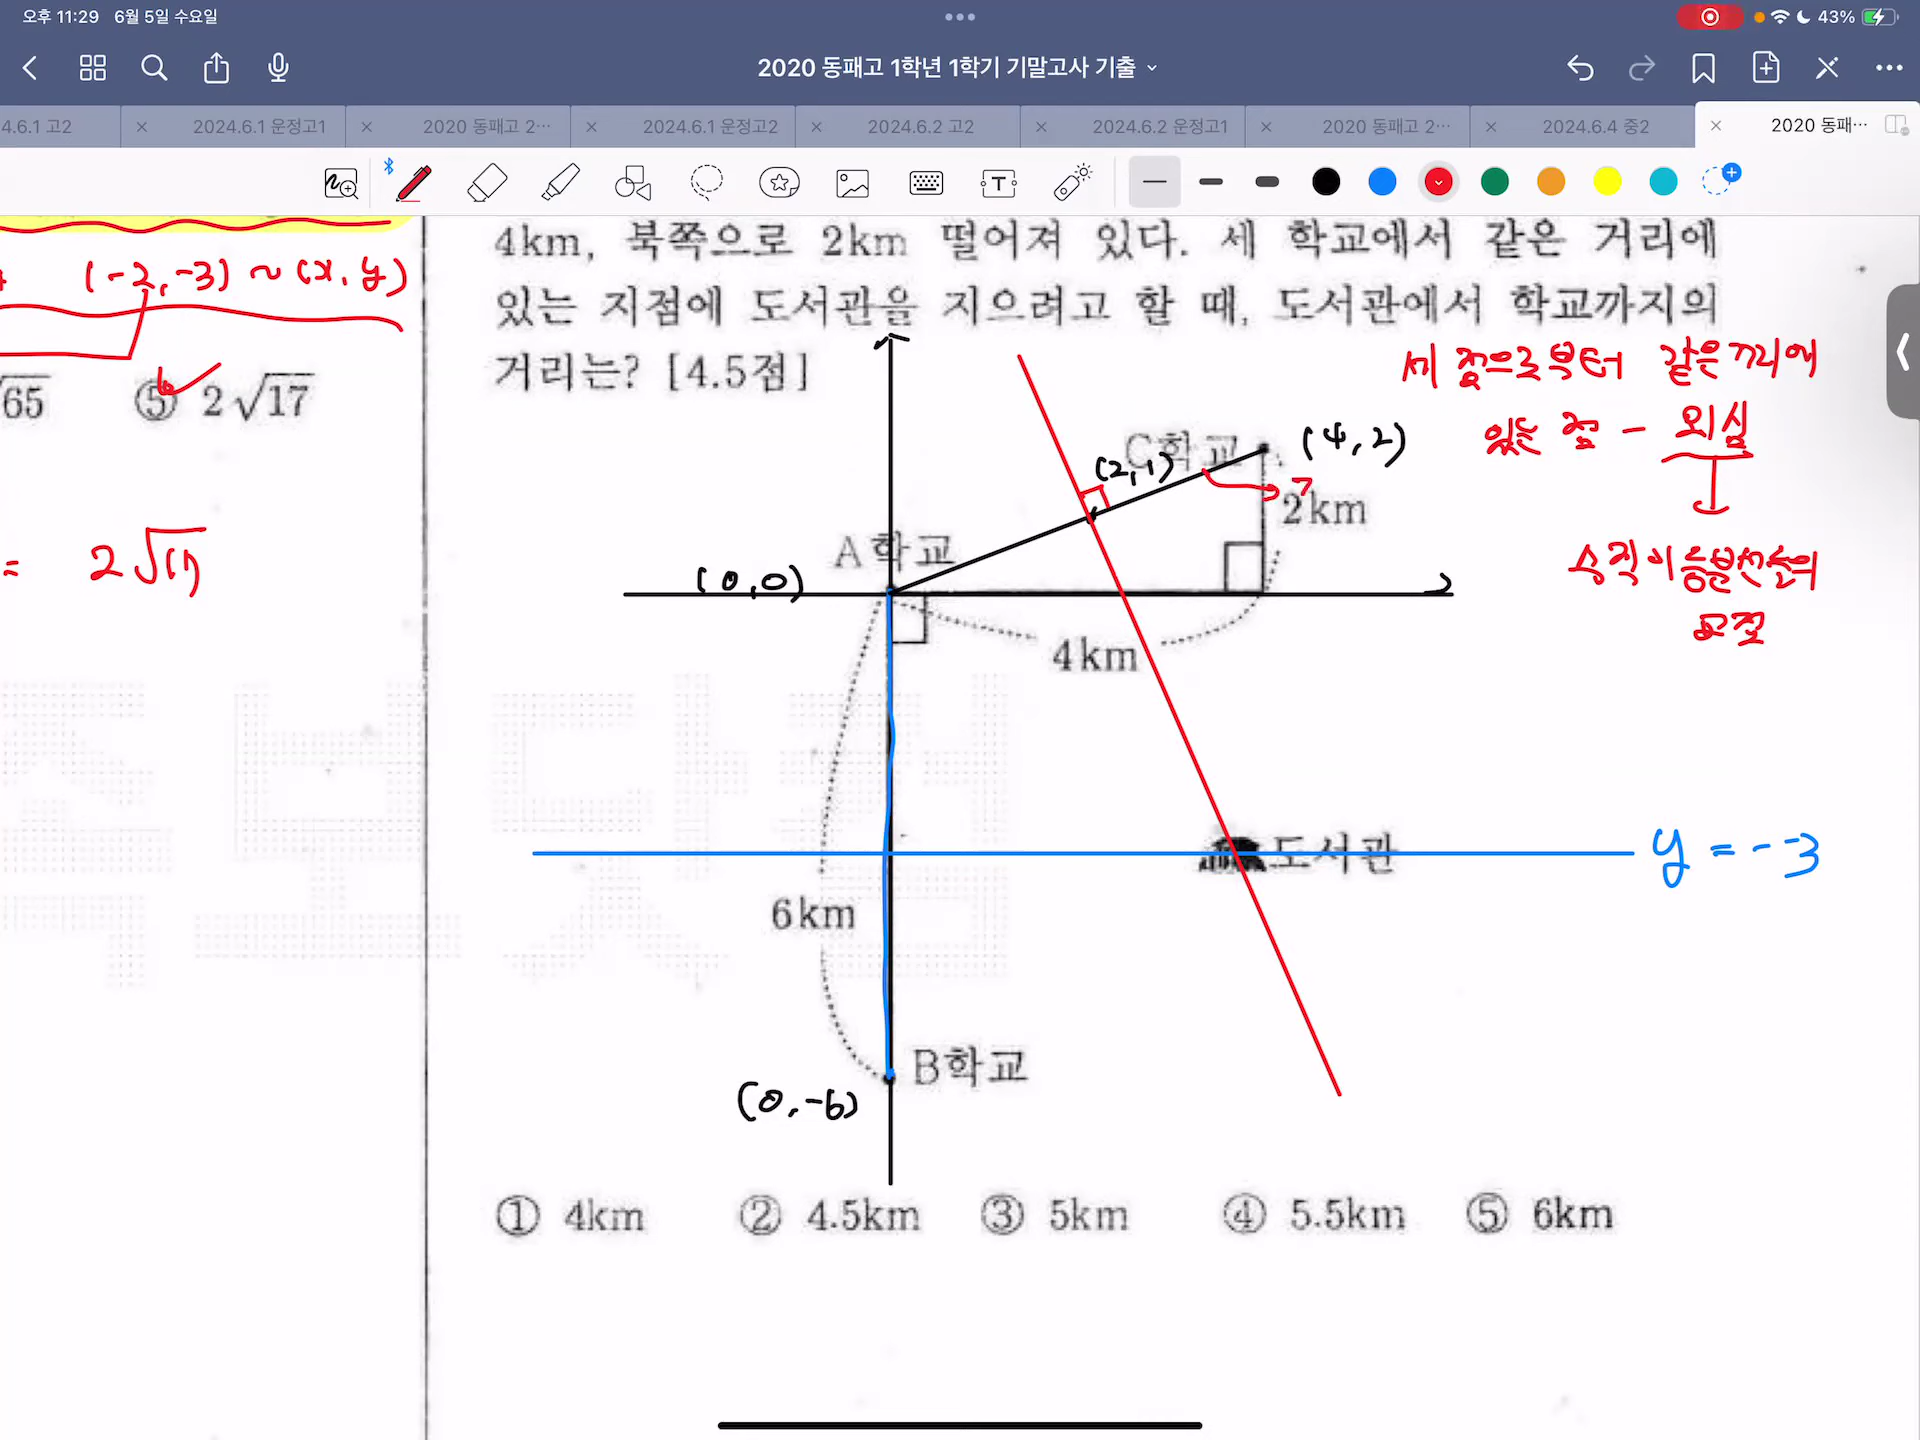 오후 11:29 6월 5일 수요일
43%
2020 동패고 1학년 1학기 기말고사 기출
4.6.1 고2
2024.6.1 운정고1
2020 동패고 2…
2024.6.1 운정고2
2024.6.2 고2
2024.6.2 운정고1
2020 동패고 2…
2024.6.4 중2
2020 동패…
(-2,-3) ~ (x, y)
65 ⑤ 2√17
4km, 북쪽으로 2km 떨어져 있다. 세 학교에서 같은 거리에
있는 지점에 도서관을 지으려고 할 때, 도서관에서 학교까지의
거리는? [4.5점]
세 점으로부터 같은 거리에
있는 점 - 외심
수직이등분선들의
교점
C학교 (4,2)
(2,1)
2km
A학교
(0,0)
4km
도서관
y = -3
6km
B학교
(0,-6)
① 4km ② 4.5km ③ 5km ④ 5.5km ⑤ 6km